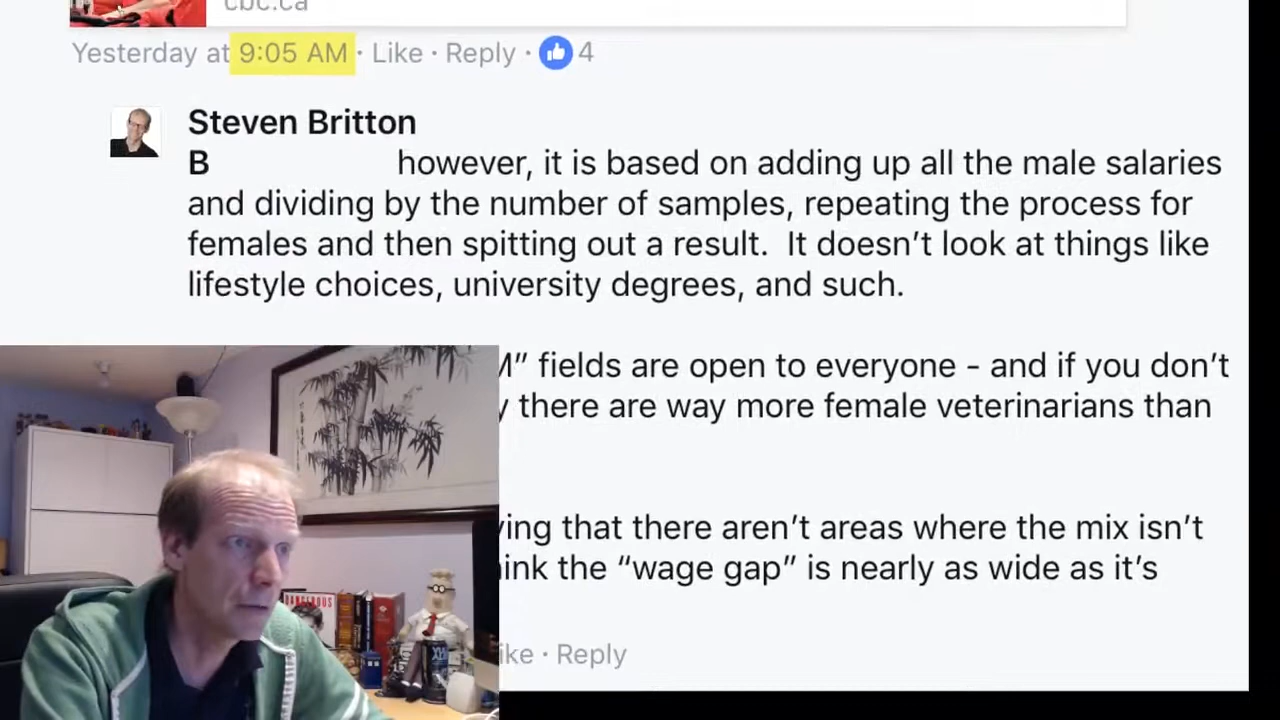 cbc.ca
Yesterday at 9:05 AM · Like · Reply · 4
Steven Britton
B however, it is based on adding up all the male salaries
and dividing by the number of samples, repeating the process for
females and then spitting out a result. It doesn't look at things like
lifestyle choices, university degrees, and such.
” fields are open to everyone - and if you don't
there are way more female veterinarians than
that there aren't areas where the mix isn't
the “wage gap” is nearly as wide as it's
· Reply
DANGEROUS